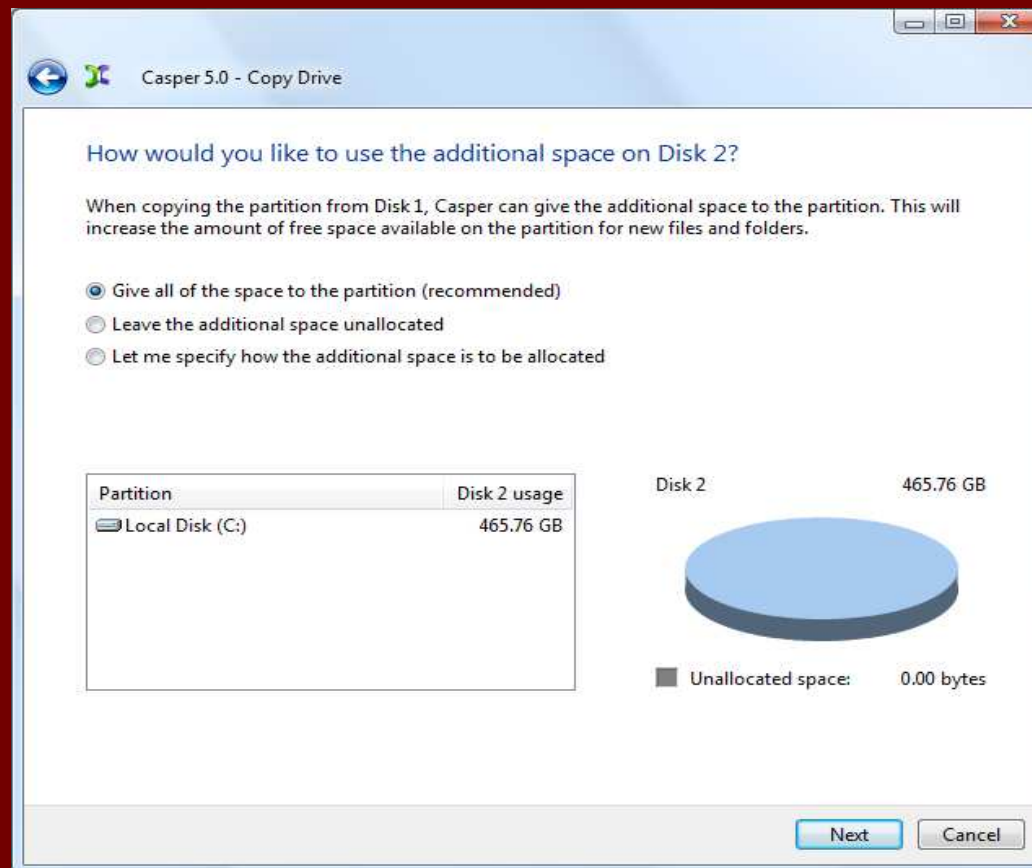 Casper 5.0 - Copy Drive
How would you like to use the additional space on Disk 2?
When copying the partition from Disk 1, Casper can give the additional space to the partition. This will
increase the amount of free space available on the partition for new files and folders.
Give all of the space to the partition (recommended)
Leave the additional space unallocated
Let me specify how the additional space is to be allocated
Partition Disk 2 usage
Local Disk (C:) 465.76 GB
Disk 2 465.76 GB
Unallocated space: 0.00 bytes
Next Cancel